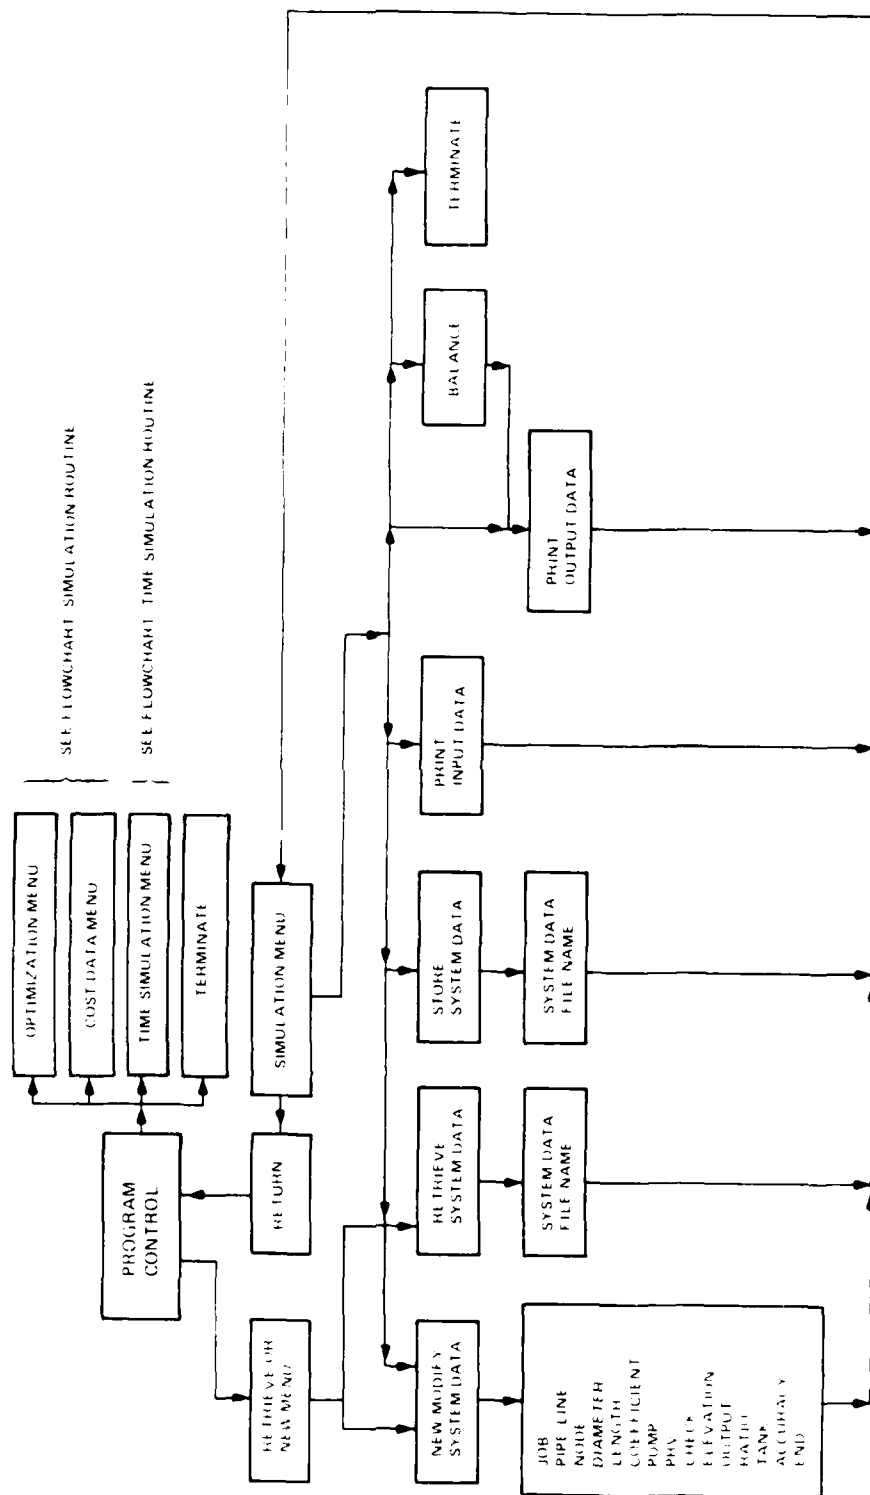 OPTIMIZATION MENU
COST DATA MENU
TIME SIMULATION MENU
TERMINATE
SEE FLOWCHART SIMULATION ROUTINE
SEE FLOWCHART TIME SIMULATION ROUTINE
PROGRAM
CONTROL
RETRIEVE OR
NEW MENU
RETURN
SIMULATION MENU
NEW MODIFY
SYSTEM DATA
RETRIEVE
SYSTEM DATA
STORE
SYSTEM DATA
PRINT
INPUT DATA
BALANCE
TERMINATE
SYSTEM DATA
FILE NAME
SYSTEM DATA
FILE NAME
PRINT
OUTPUT DATA
JOB
PIPE LINE
NODE
DIAMETER
LENGTH
COEFFICIENT
PUMP
PRV
CHECK
ELEVATION
OUTPUT
RATIO
TANK
ACCURACY
END